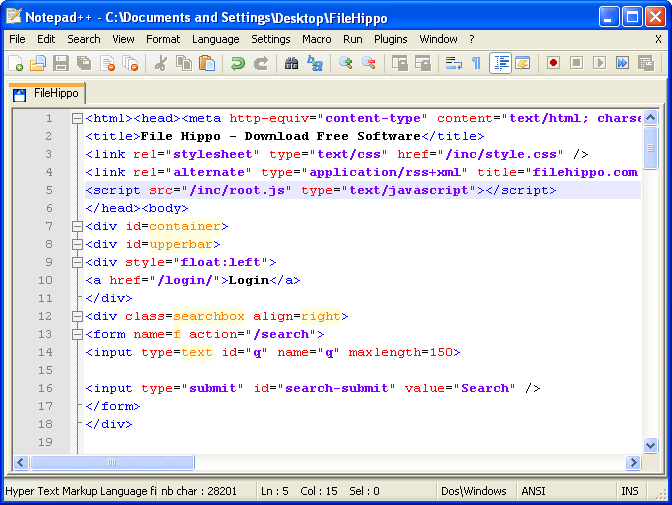 Notepad++ - C:\Documents and Settings\Desktop\FileHippo
File Edit Search View Format Language Settings Macro Run Plugins Window ? X
FileHippo
1 <html><head><meta http-equiv="content-type" content="text/html; charse
2 <title>File Hippo - Download Free Software</title>
3 <link rel="stylesheet" type="text/css" href="/inc/style.css" />
4 <link rel="alternate" type="application/rss+xml" title="filehippo.com
5 <script src="/inc/root.js" type="text/javascript"></script>
6 </head><body>
7 <div id=container>
8 <div id=upperbar>
9 <div style="float:left">
10 <a href="/login/">Login</a>
11 </div>
12 <div class=searchbox align=right>
13 <form name=f action="/search">
14 <input type=text id="q" name="q" maxlength=150>
15
16 <input type="submit" id="search-submit" value="Search" />
17 </form>
18 </div>
19
Hyper Text Markup Language fi nb char : 28201 Ln : 5 Col : 15 Sel : 0 Dos\Windows ANSI INS